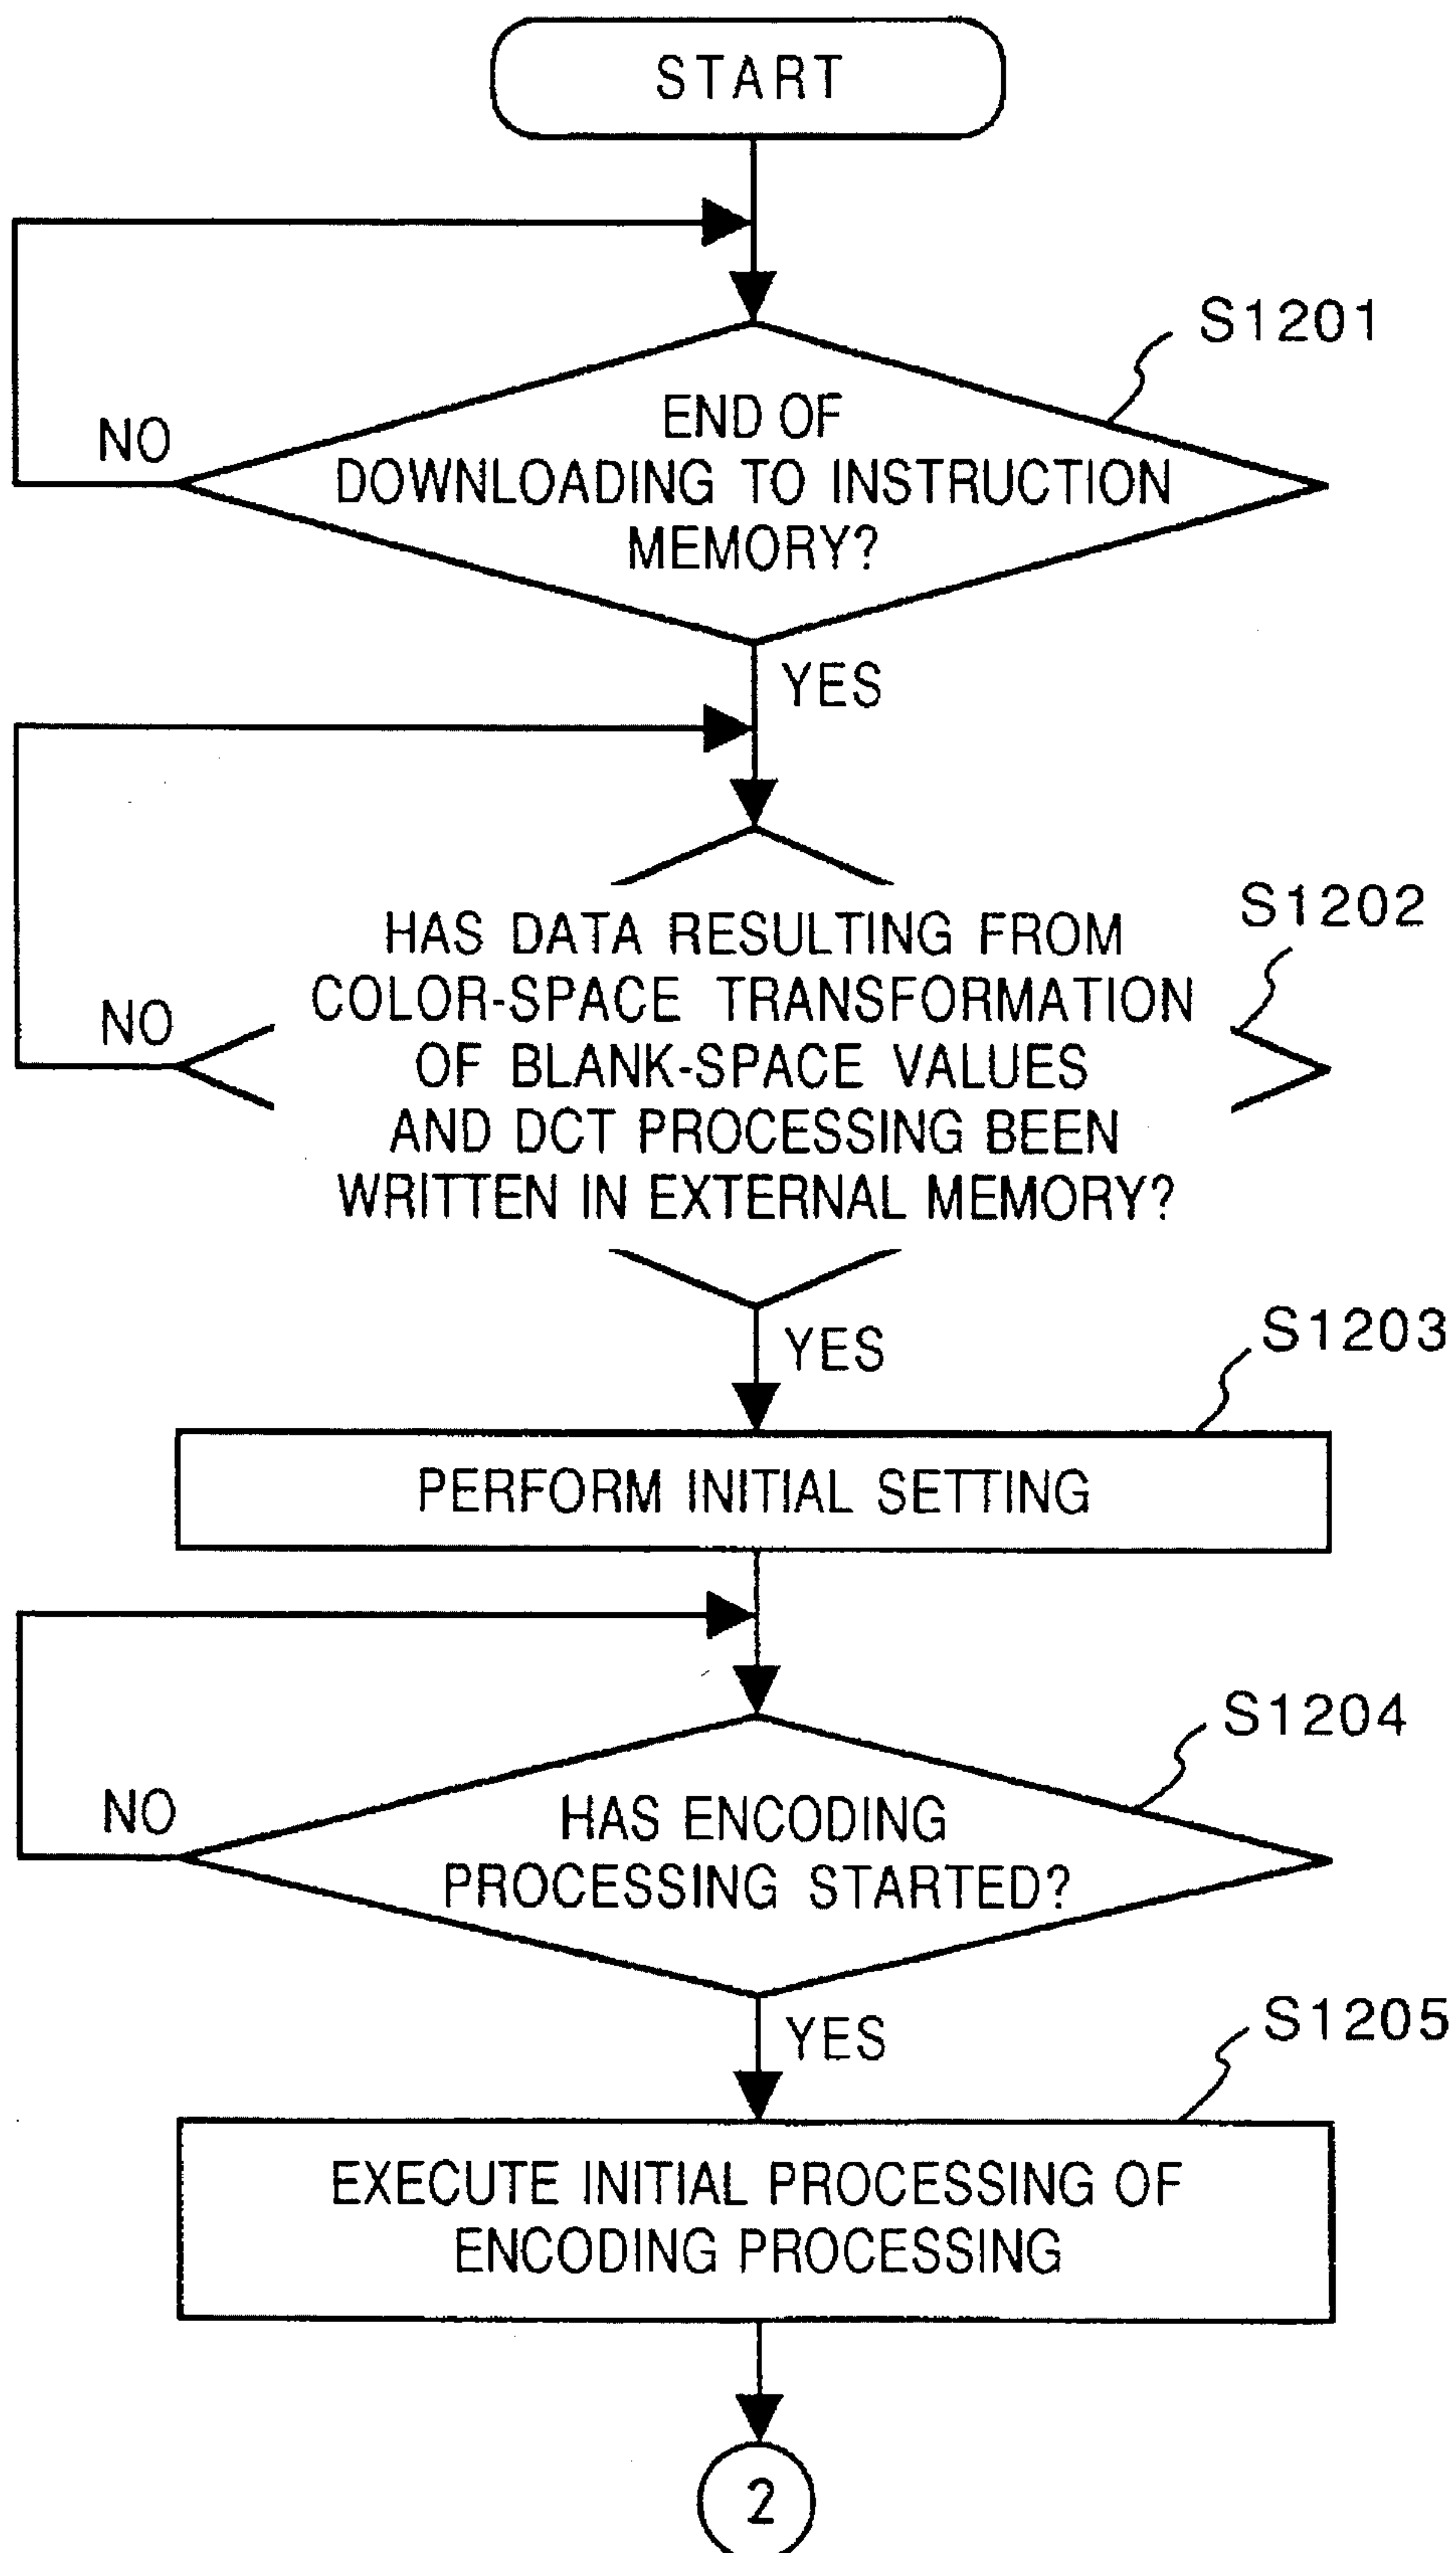 START
S1201
END OF
DOWNLOADING TO INSTRUCTION
MEMORY?
NO
YES
S1202
HAS DATA RESULTING FROM
COLOR-SPACE TRANSFORMATION
OF BLANK-SPACE VALUES
AND DCT PROCESSING BEEN
WRITTEN IN EXTERNAL MEMORY?
NO
YES
S1203
PERFORM INITIAL SETTING
S1204
HAS ENCODING
PROCESSING STARTED?
NO
YES
S1205
EXECUTE INITIAL PROCESSING OF
ENCODING PROCESSING
2